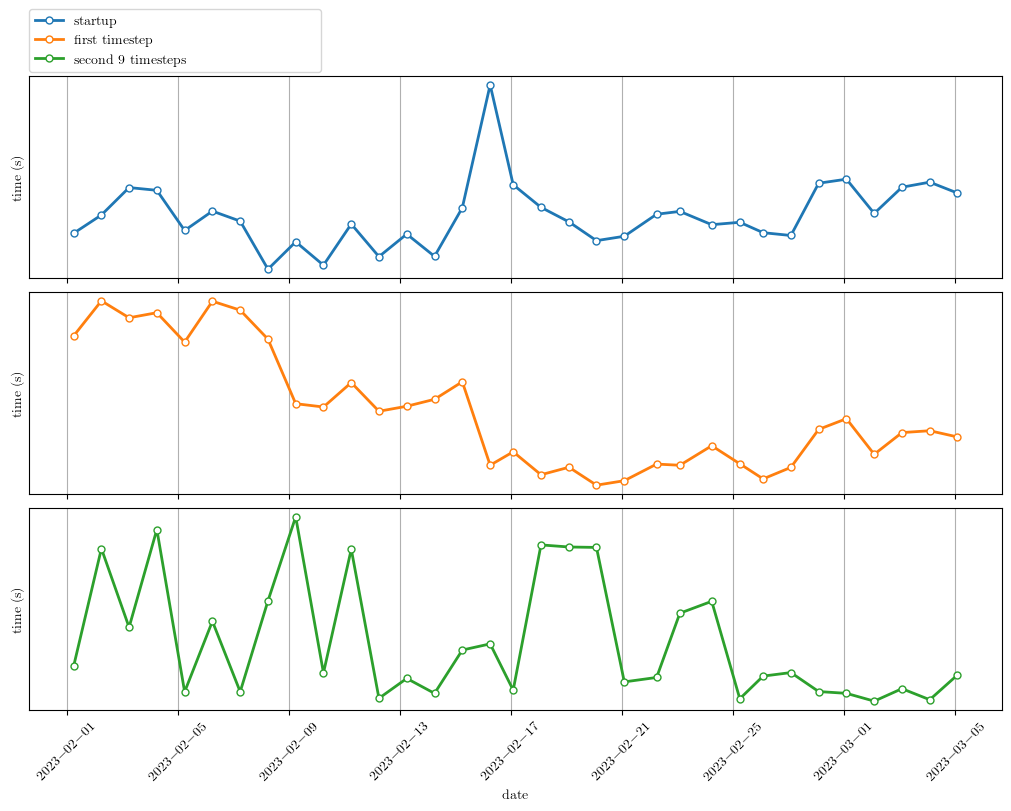 startup
first timestep
second 9 timesteps
time (s)
time (s)
time (s)
2023−02−01
2023−02−05
2023−02−09
2023−02−13
2023−02−17
2023−02−21
2023−02−25
2023−03−01
2023−03−05
date